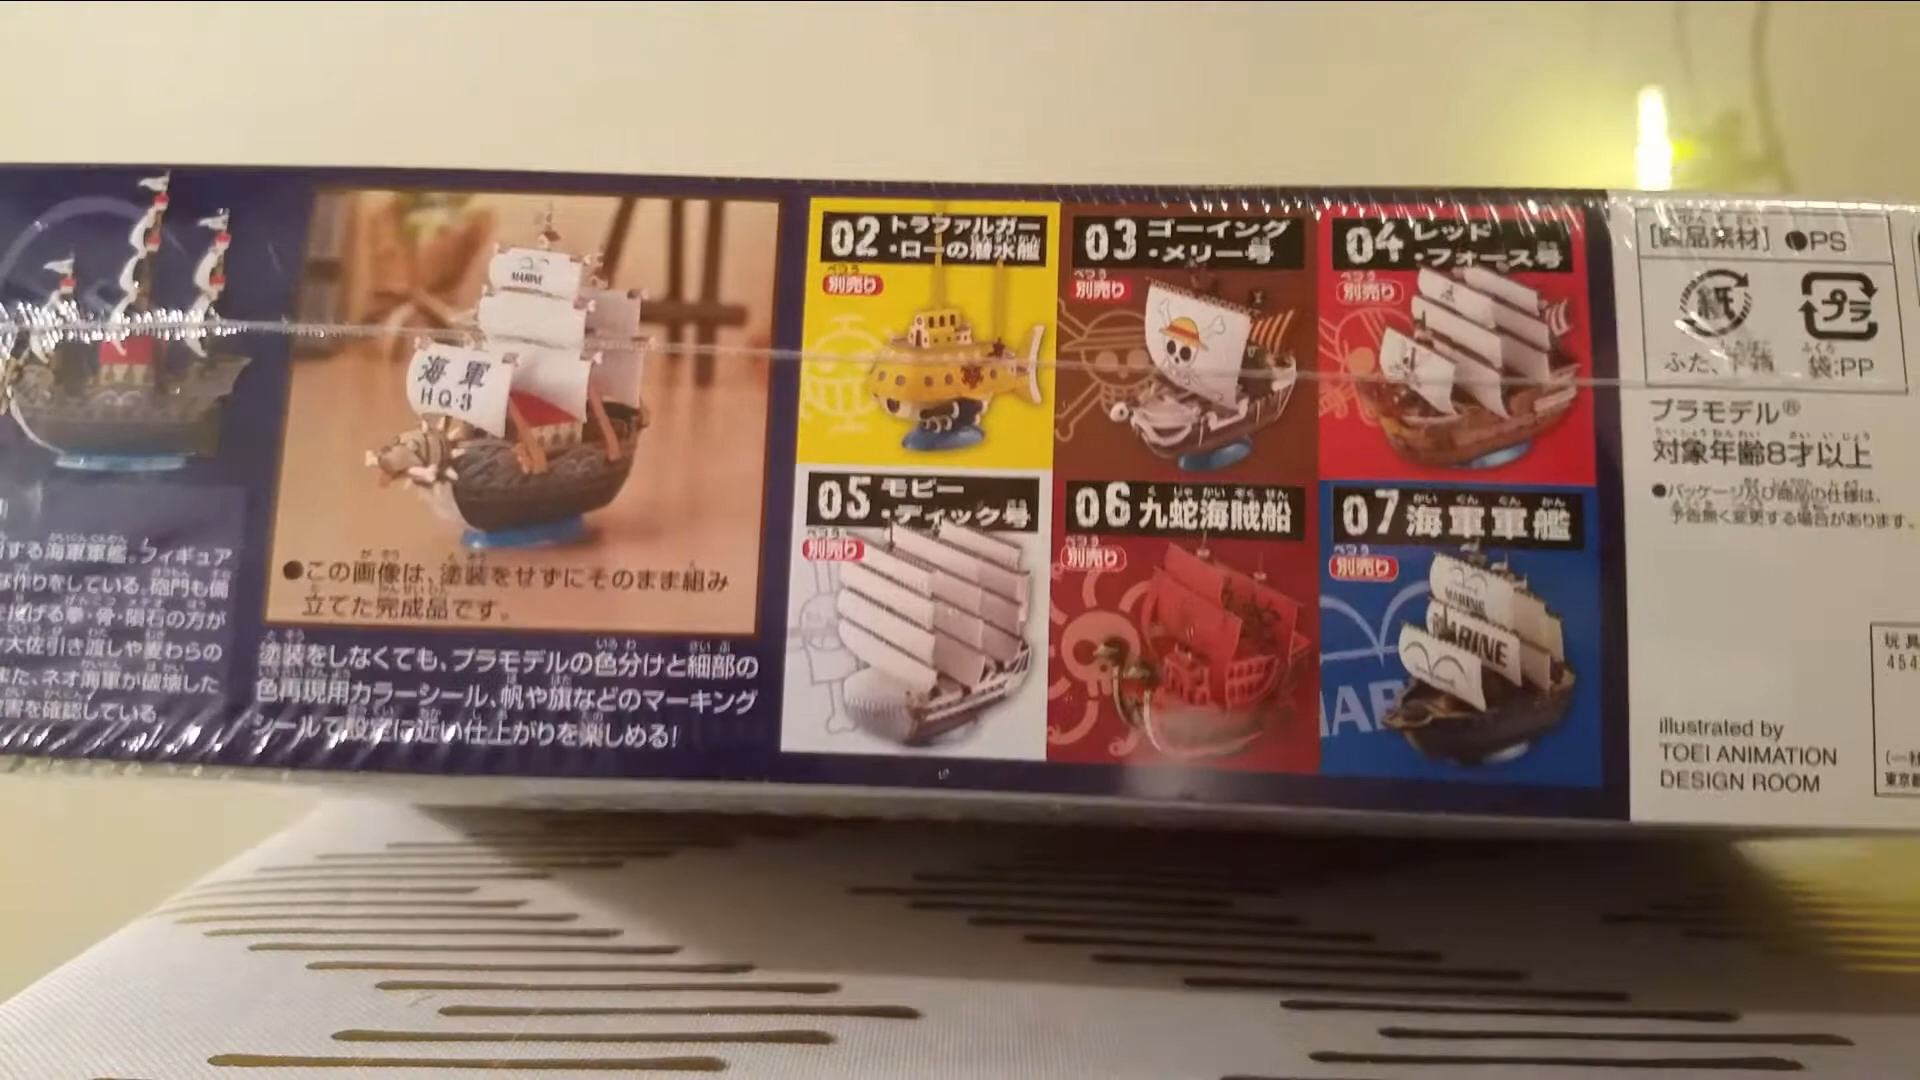 MARINE
海軍
HQ-3
●この画像は、塗装をせずにそのまま組み
立てた完成品です。
する海軍軍艦。フィギュア
作りをしている。砲門も備
投げる拳・骨・隕石の方が
大佐引き渡しや麦わらの
また、ネオ海軍が破壊した
害を確認している。
塗装をしなくても、プラモデルの色分けと細部の
色再現用カラーシール、帆や旗などのマーキング
シールで設定に近い仕上がりを楽しめる!
02 トラファルガー
・ローの潜水艦
別売り
03 ゴーイング
・メリー号
別売り
04 レッド
・フォース号
別売り
05 モビー
・ディック号
別売り
06 九蛇海賊船
別売り
07 海軍軍艦
別売り
MARINE
MARINE
[製品素材] ●PS
紙
プラ
ふた、下箱
袋:PP
プラモデル®
対象年齢8才以上
●パッケージ及び商品の仕様は、
予告無く変更する場合があります。
illustrated by
TOEI ANIMATION
DESIGN ROOM
玩具
454